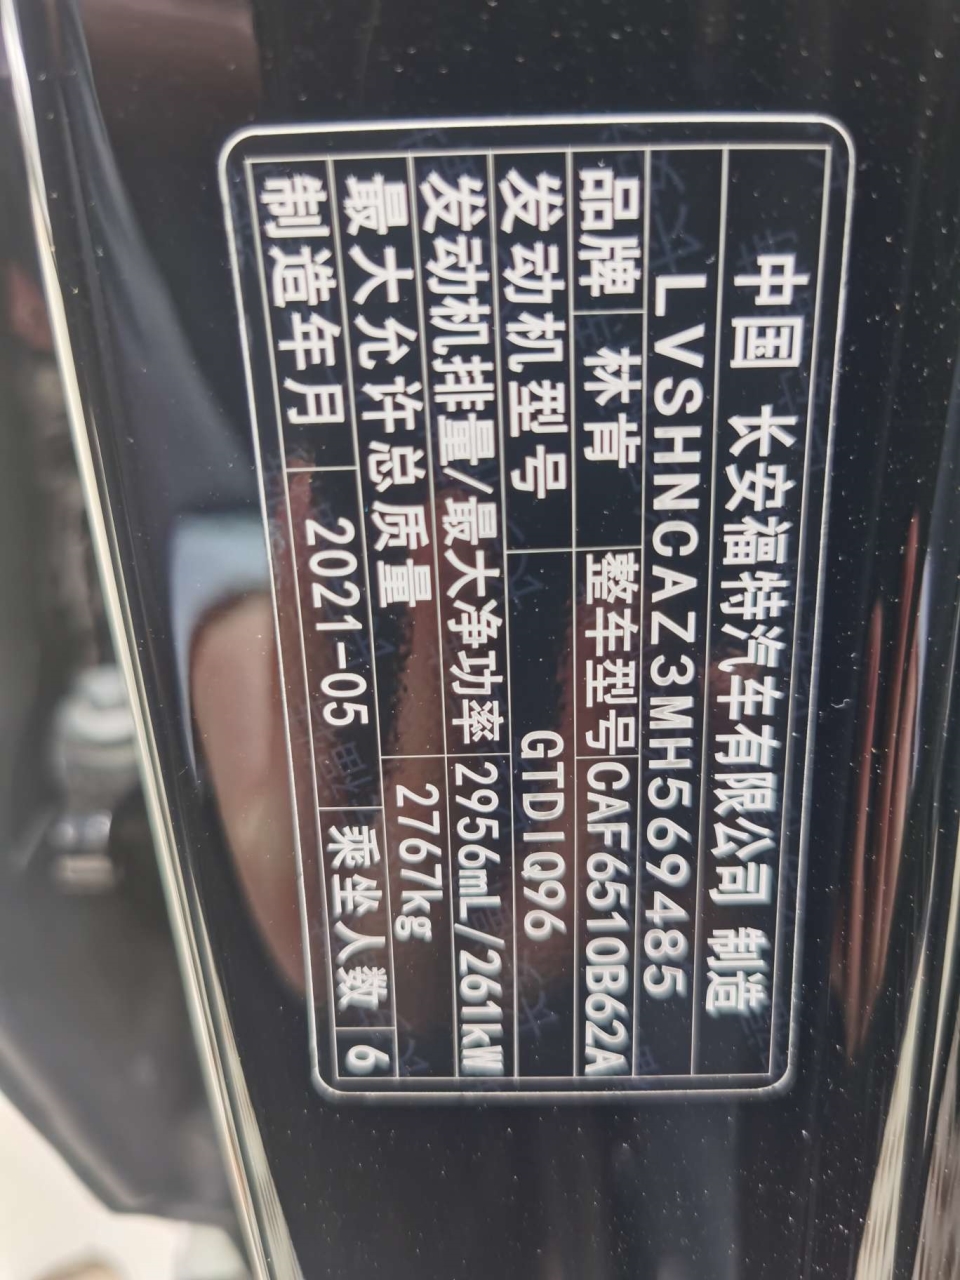 中国 长安福特汽车有限公司 制造
LVSHNCAZ3MH569485
品牌 林肯 整车型号 CAF6510B62A
发动机型号 GTDIQ96
发动机排量/最大净功率 2956mL/261kW
最大允许总质量 2767kg
制造年月 2021-05 乘坐人数 6